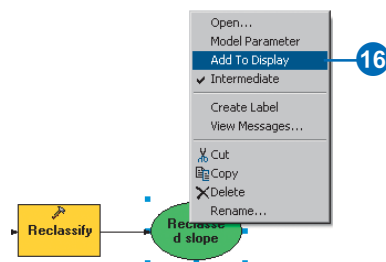 Open...
Model Parameter
Add To Display
16
Intermediate
Create Label
View Messages...
Cut
Copy
Delete
Rename...
Reclassify
Reclasse
d slope